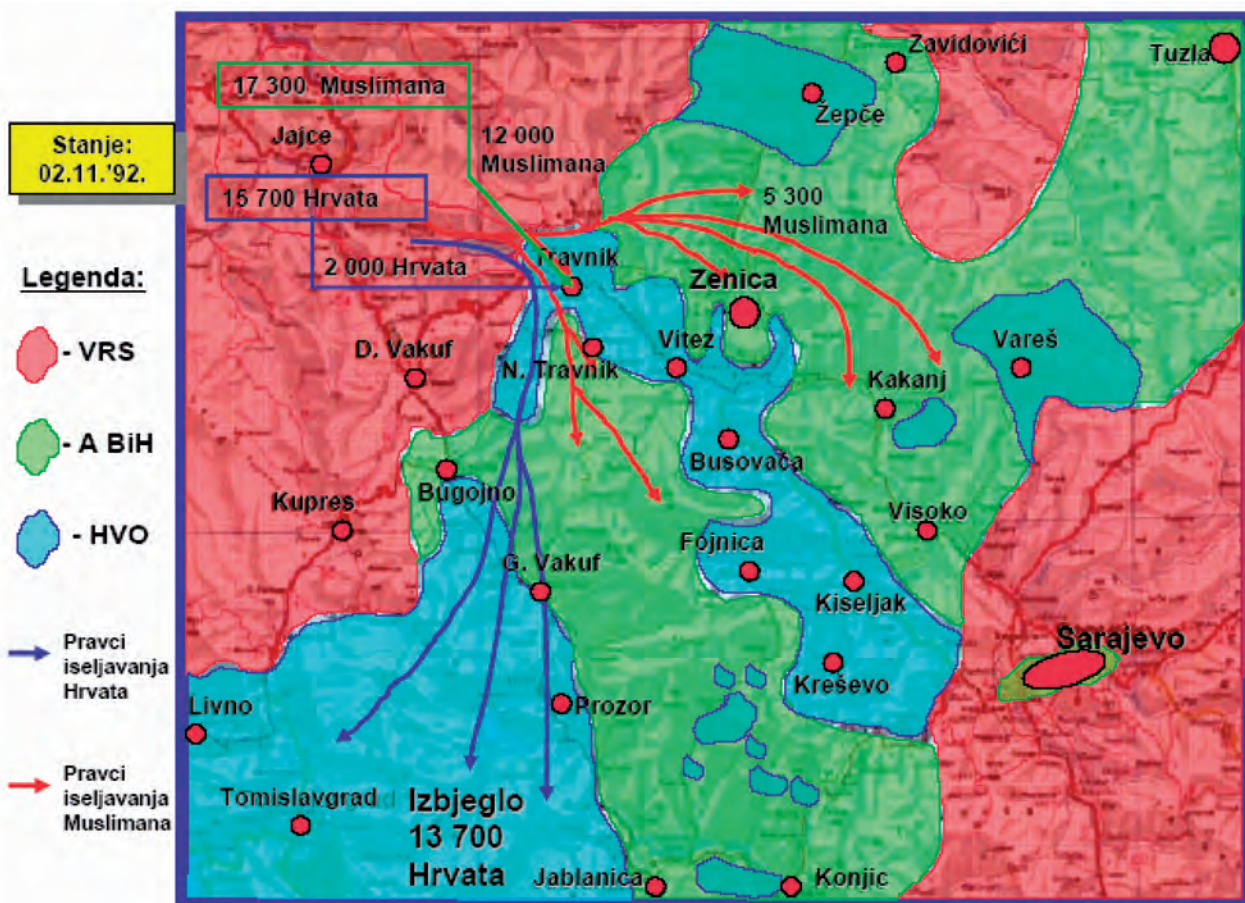 Zavidovići
Tuzla
17 300 Muslimana
Žepče
Stanje:
02.11.'92.
Jajce
12 000
Muslimana
15 700 Hrvata
5 300
Muslimana
2 000 Hrvata
Travnik
Zenica
Legenda:
- VRS
D. Vakuf
N. Travnik
Vitez
Vareš
Kakanj
- A BiH
Busovača
Bugojno
Kupres
Visoko
- HVO
Fojnica
G. Vakuf
Kiseljak
Pravci
iseljavanja
Hrvata
Sarajevo
Kreševo
Livno
Prozor
Pravci
iseljavanja
Muslimana
Tomislavgrad
Izbjeglo
13 700
Hrvata
Jablanica
Konjic